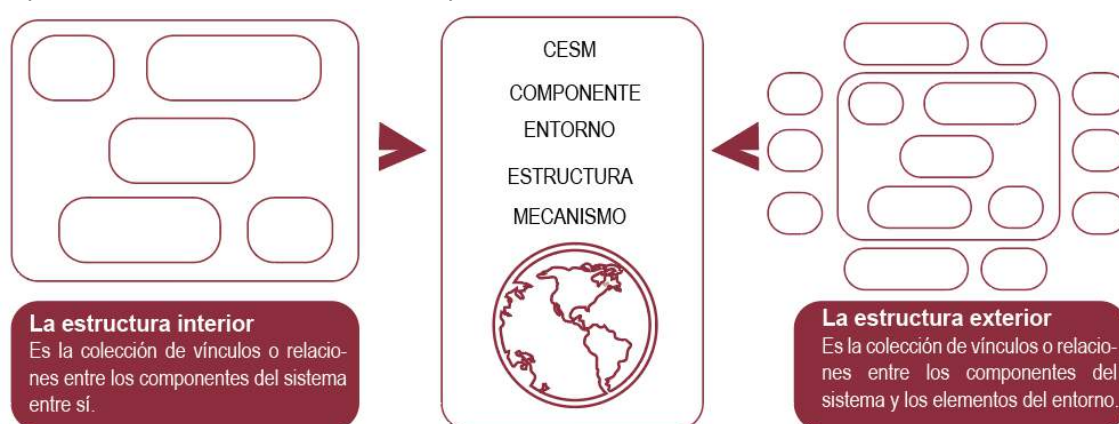 CESM
COMPONENTE
ENTORNO
ESTRUCTURA
MECANISMO
La estructura interior
Es la colección de vínculos o relacio-
nes entre los componentes del sistema
entre sí.
La estructura exterior
Es la colección de vínculos o relacio-
nes entre los componentes del
sistema y los elementos del entorno.